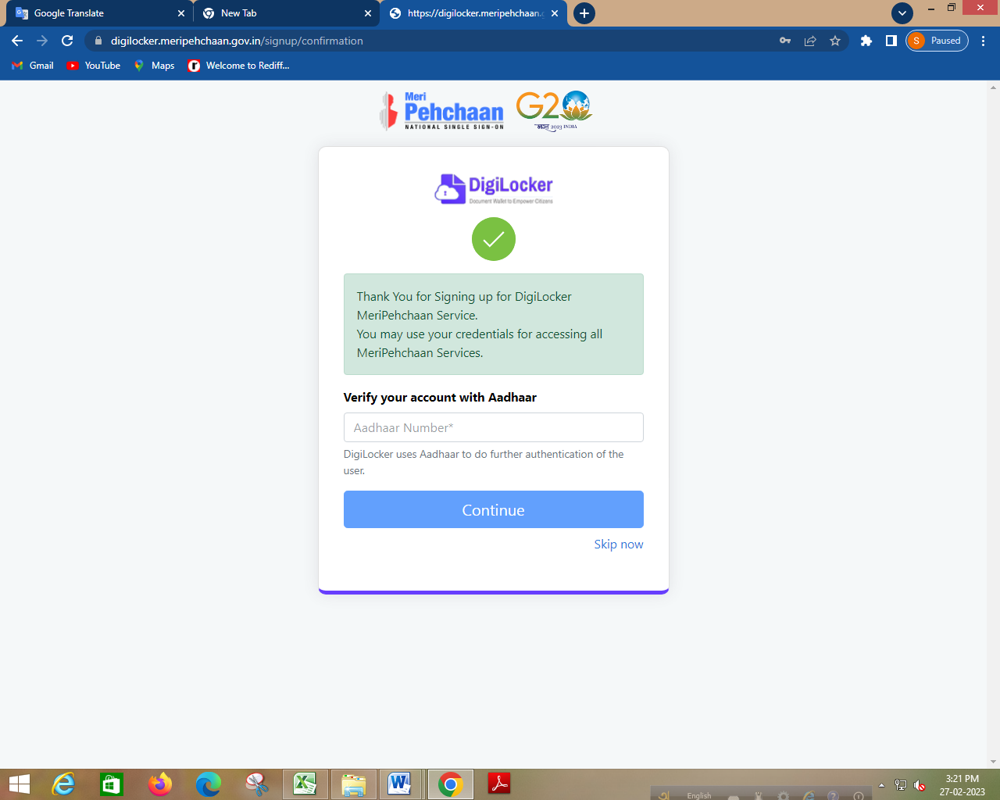 Google Translate
New Tab
https://digilocker.meripehchaan.g
digilocker.meripehchaan.gov.in/signup/confirmation
S Paused
Gmail
YouTube
Maps
Welcome to Rediff...
Meri
Pehchaan
NATIONAL SINGLE SIGN-ON
G20
भारत 2023 INDIA
DigiLocker
Document Wallet to Empower Citizens
Thank You for Signing up for DigiLocker
MeriPehchaan Service.
You may use your credentials for accessing all
MeriPehchaan Services.
Verify your account with Aadhaar
Aadhaar Number*
DigiLocker uses Aadhaar to do further authentication of the
user.
Continue
Skip now
English
3:21 PM
27-02-2023